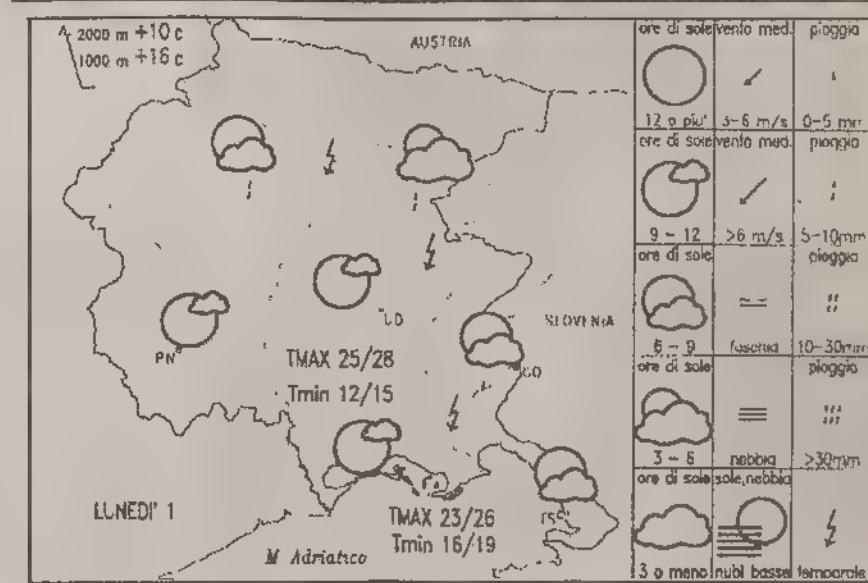 2000 m +10 c
1000 m +16 c
AUSTRIA
SLOVENIA
UD
PN
GO
TMAX 25/28
Tmin 12/15
TMAX 23/26
Tmin 16/19
LUNEDI' 1
M Adriatico
ore di sole vento med. pioggia
12 o piu' 3-6 m/s 0-5 mm
ore di sole vento med. pioggia
9 - 12 >6 m/s 5-10mm
ore di sole pioggia
6 - 9 foschia 10-30mm
ore di sole pioggia
3 - 6 nebbia >30mm
ore di sole sole, nebbia
3 o meno nubi basse temporale